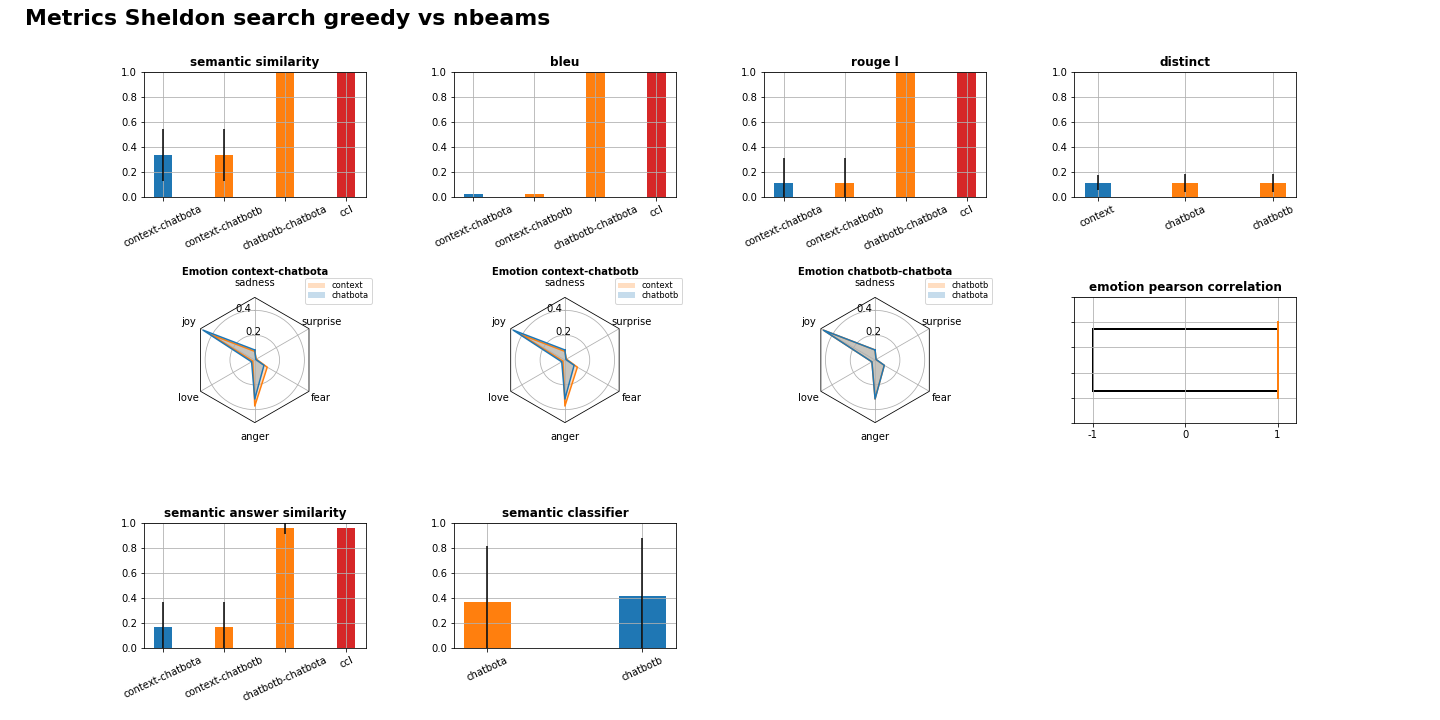 Metrics Sheldon search greedy vs nbeams
semantic similarity
1.0
0.8
0.6
0.4
0.2
0.0
context-chatbota
context-chatbotb
chatbotb-chatbota
ccl
bleu
1.0
0.8
0.6
0.4
0.2
0.0
context-chatbota
context-chatbotb
chatbotb-chatbota
ccl
rouge l
1.0
0.8
0.6
0.4
0.2
0.0
context-chatbota
context-chatbotb
chatbotb-chatbota
ccl
distinct
1.0
0.8
0.6
0.4
0.2
0.0
context
chatbota
chatbotb
Emotion context-chatbota
sadness
context
chatbota
0.4
joy
surprise
0.2
love
fear
anger
Emotion context-chatbotb
sadness
context
chatbotb
0.4
joy
surprise
0.2
love
fear
anger
Emotion chatbotb-chatbota
sadness
chatbotb
chatbota
0.4
joy
surprise
0.2
love
fear
anger
emotion pearson correlation
-1
0
1
semantic answer similarity
1.0
0.8
0.6
0.4
0.2
0.0
context-chatbota
context-chatbotb
chatbotb-chatbota
ccl
semantic classifier
1.0
0.8
0.6
0.4
0.2
0.0
chatbota
chatbotb